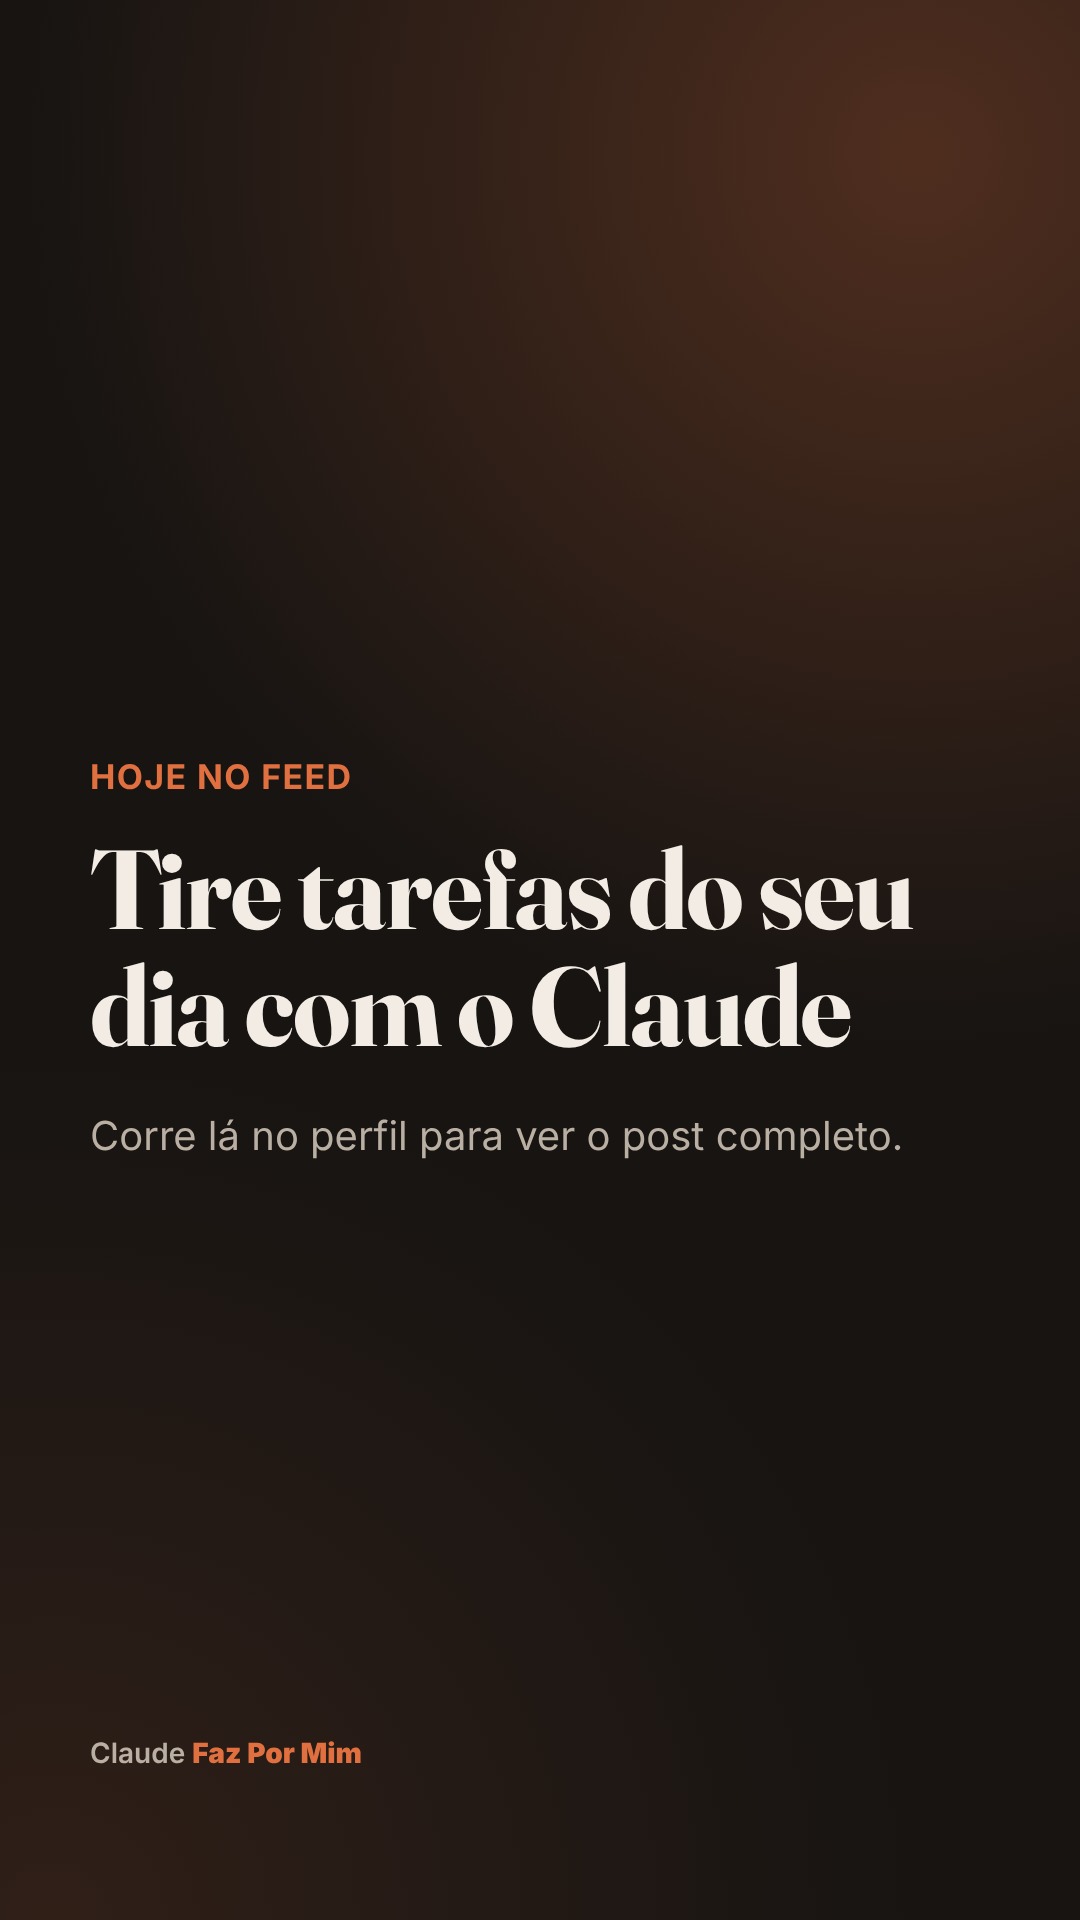 HOJE NO FEED
Tire tarefas do seu
dia com o Claude
Corre lá no perfil para ver o post completo.
Claude Faz Por Mim